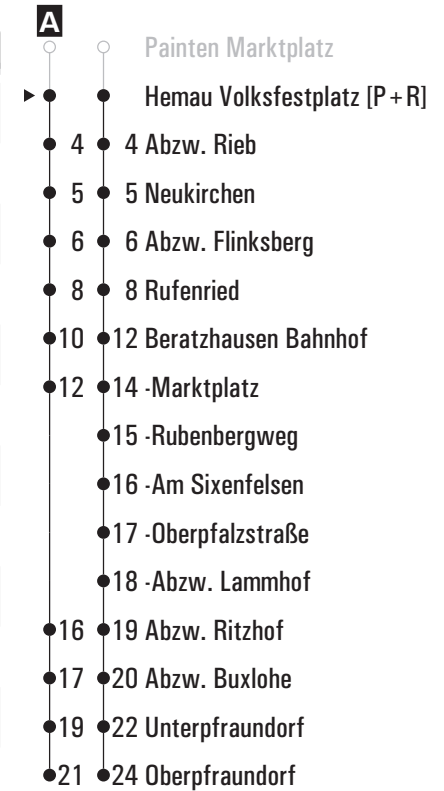 A
Painten Marktplatz
Hemau Volksfestplatz [P+R]
4 4 Abzw. Rieb
5 5 Neukirchen
6 6 Abzw. Flinksberg
8 8 Rufenried
10 12 Beratzhausen Bahnhof
12 14 -Marktplatz
15 -Rubenbergweg
16 -Am Sixenfelsen
17 -Oberpfalzstraße
18 -Abzw. Lammhof
16 19 Abzw. Ritzhof
17 20 Abzw. Buxlohe
19 22 Unterpfraundorf
21 24 Oberpfraundorf